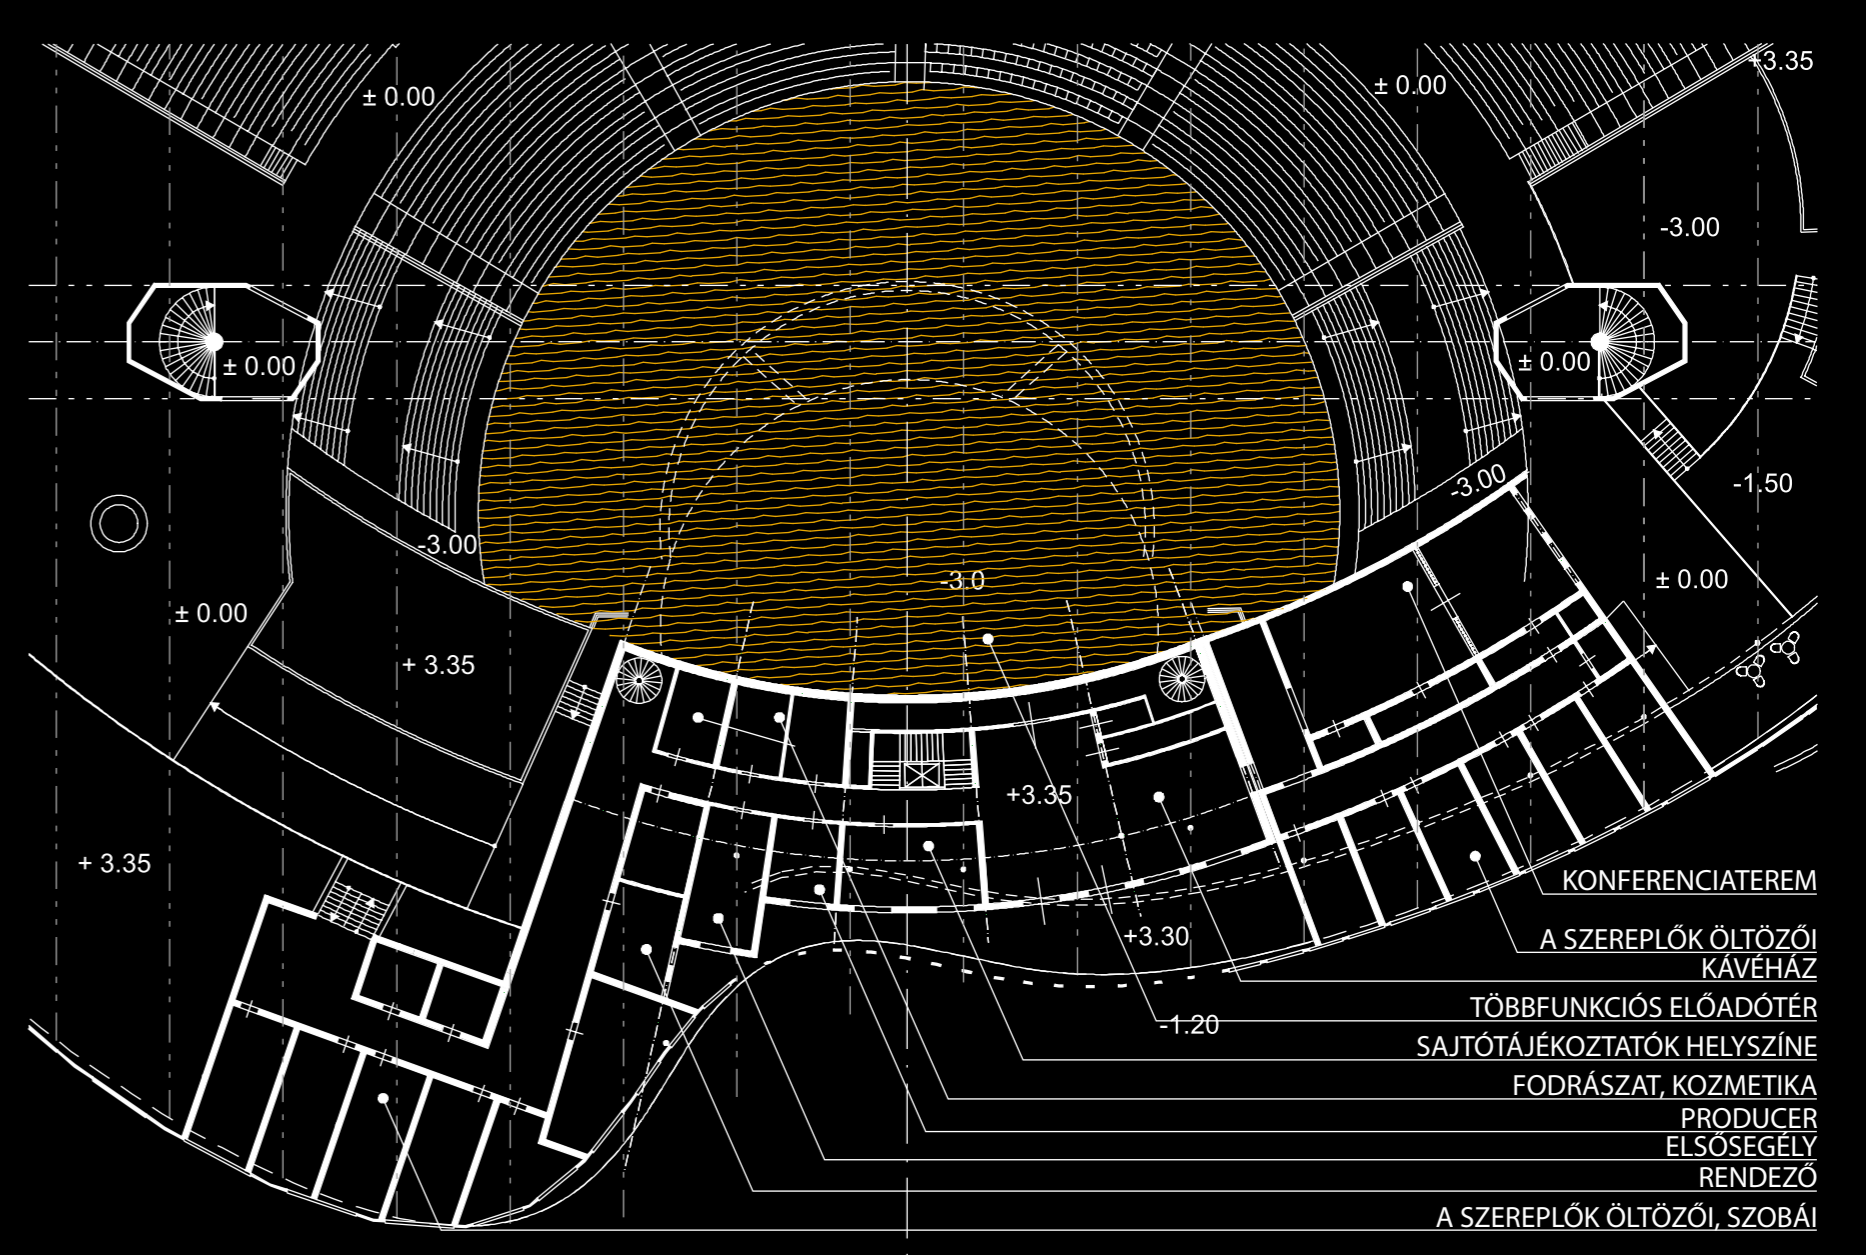 +3.35
± 0.00
± 0.00
-3.00
± 0.00
± 0.00
-3.00
-1.50
-3.00
-3.0
± 0.00
± 0.00
+ 3.35
+3.35
+ 3.35
+3.30
-1.20
KONFERENCIATEREM
A SZEREPLŐK ÖLTÖZŐI
KÁVÉHÁZ
TÖBBFUNKCIÓS ELŐADÓTÉR
SAJTÓTÁJÉKOZTATÓK HELYSZÍNE
FODRÁSZAT, KOZMETIKA
PRODUCER
ELSŐSEGÉLY
RENDEZŐ
A SZEREPLŐK ÖLTÖZŐI, SZOBÁI